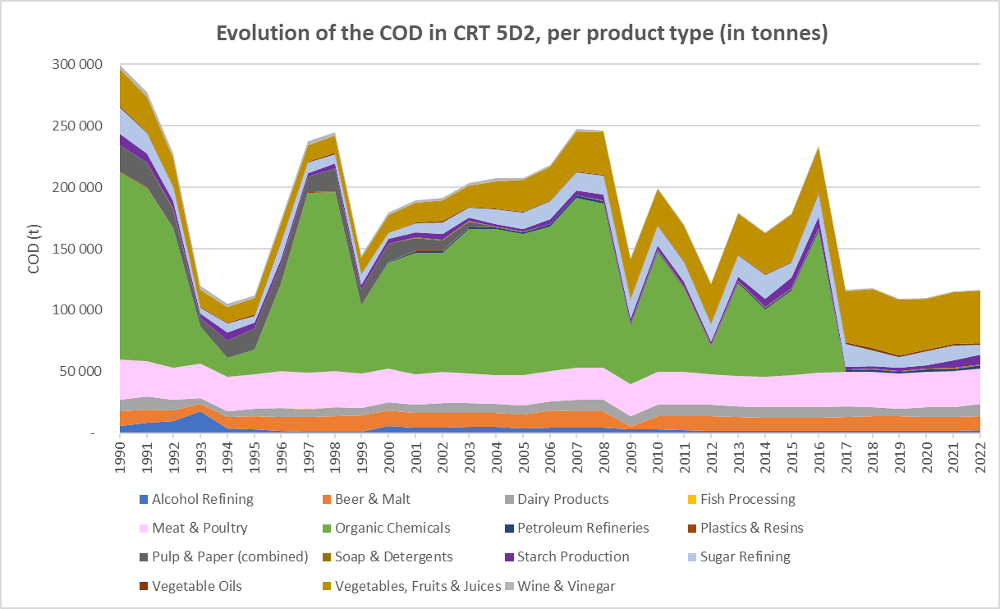 Evolution of the COD in CRT 5D2, per product type (in tonnes)
COD (t)
300 000
250 000
200 000
150 000
100 000
50 000
-
1990 1991 1992 1993 1994 1995 1996 1997 1998 1999 2000 2001 2002 2003 2004 2005 2006 2007 2008 2009 2010 2011 2012 2013 2014 2015 2016 2017 2018 2019 2020 2021 2022
Alcohol Refining Beer & Malt Dairy Products Fish Processing
Meat & Poultry Organic Chemicals Petroleum Refineries Plastics & Resins
Pulp & Paper (combined) Soap & Detergents Starch Production Sugar Refining
Vegetable Oils Vegetables, Fruits & Juices Wine & Vinegar